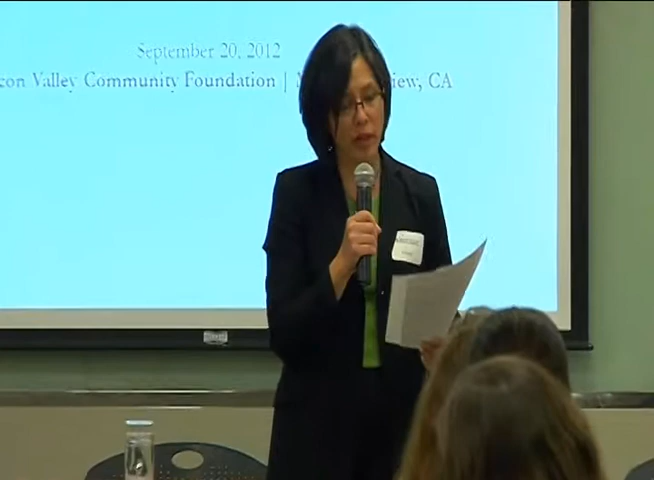 September 20, 2012
con Valley Community Foundation | M iew, CA